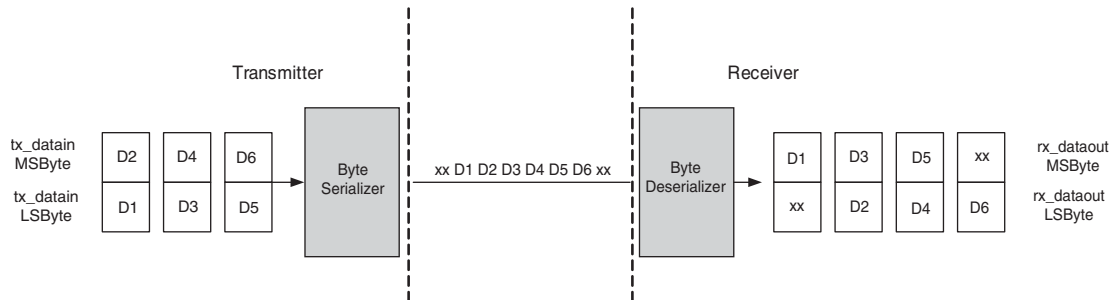 Transmitter
Receiver
tx_datain
MSByte
D2
D4
D6
tx_datain
LSByte
D1
D3
D5
Byte
Serializer
xx D1 D2 D3 D4 D5 D6 xx
Byte
Deserializer
D1
D3
D5
xx
rx_dataout
MSByte
xx
D2
D4
D6
rx_dataout
LSByte